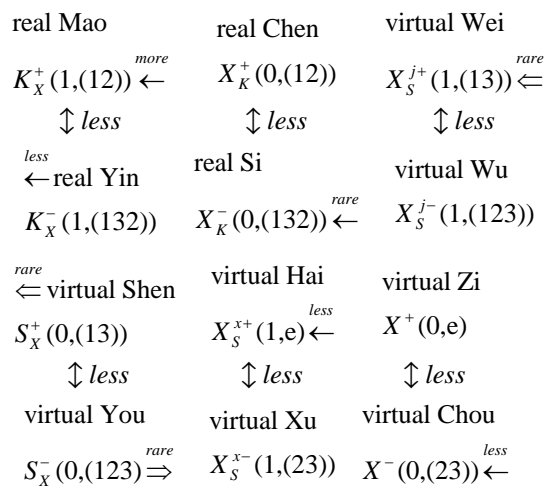 real Mao real Chen virtual Wei
K_X^+(1,(12)) ←^{more} X_K^+(0,(12)) X_S^{j+}(1,(13)) ⇐^{rare}
↕ less ↕ less ↕ less
←^{less} real Yin real Si virtual Wu
K_X^-(1,(132)) X_K^-(0,(132)) ←^{rare} X_S^{j-}(1,(123))
⇐^{rare} virtual Shen virtual Hai virtual Zi
S_X^+(0,(13)) X_S^{x+}(1,e) ←^{less} X^+(0,e)
↕ less ↕ less ↕ less
virtual You virtual Xu virtual Chou
S_X^-(0,(123)) ⇒^{rare} X_S^{x-}(1,(23)) X^-(0,(23)) ←^{less}